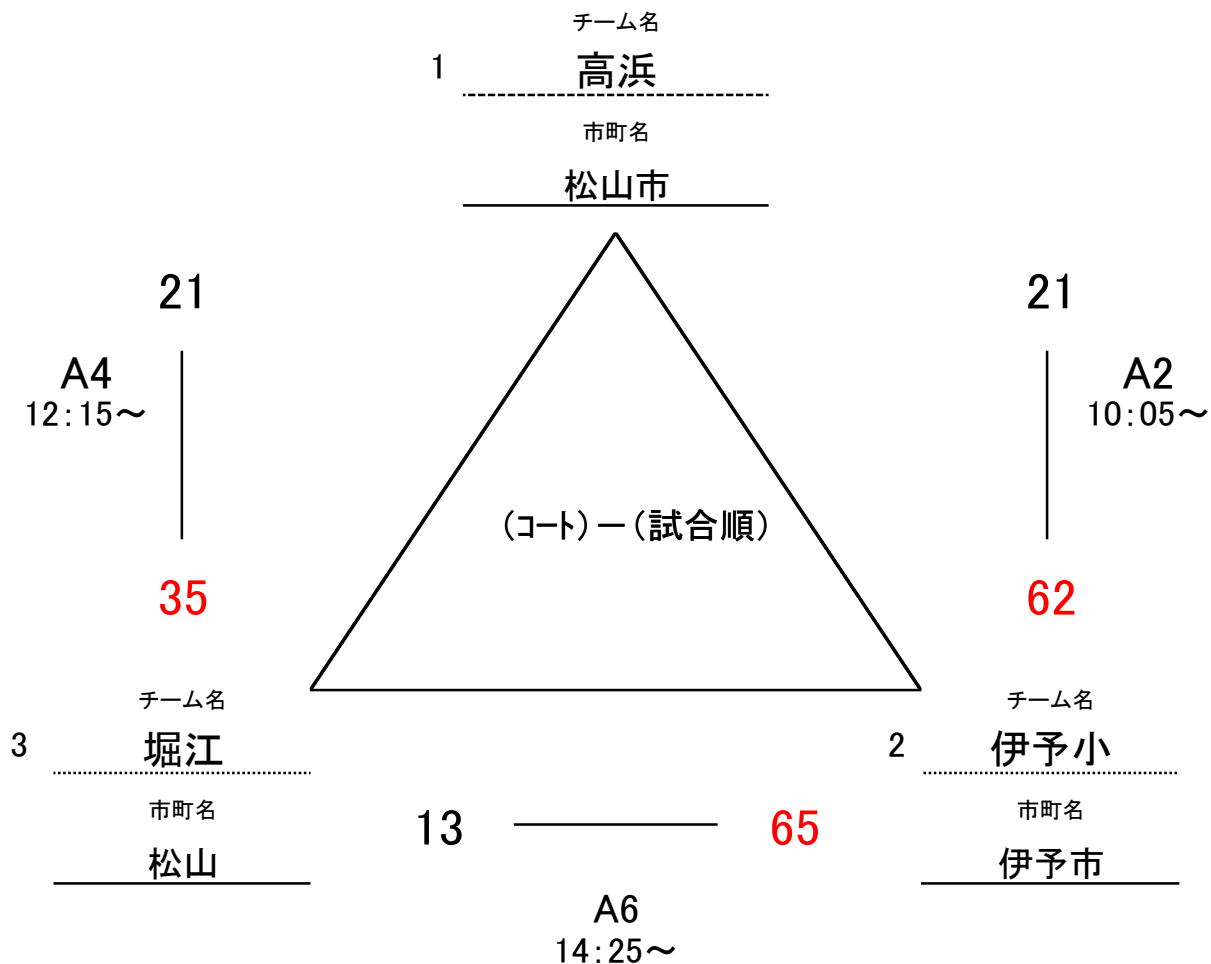 チーム名
1
高浜
市町名
松山市
21
21
A4
12:15～
A2
10:05～
(コート)－(試合順)
35
62
チーム名
3
堀江
市町名
松山
チーム名
2
伊予小
市町名
伊予市
13
65
A6
14:25～